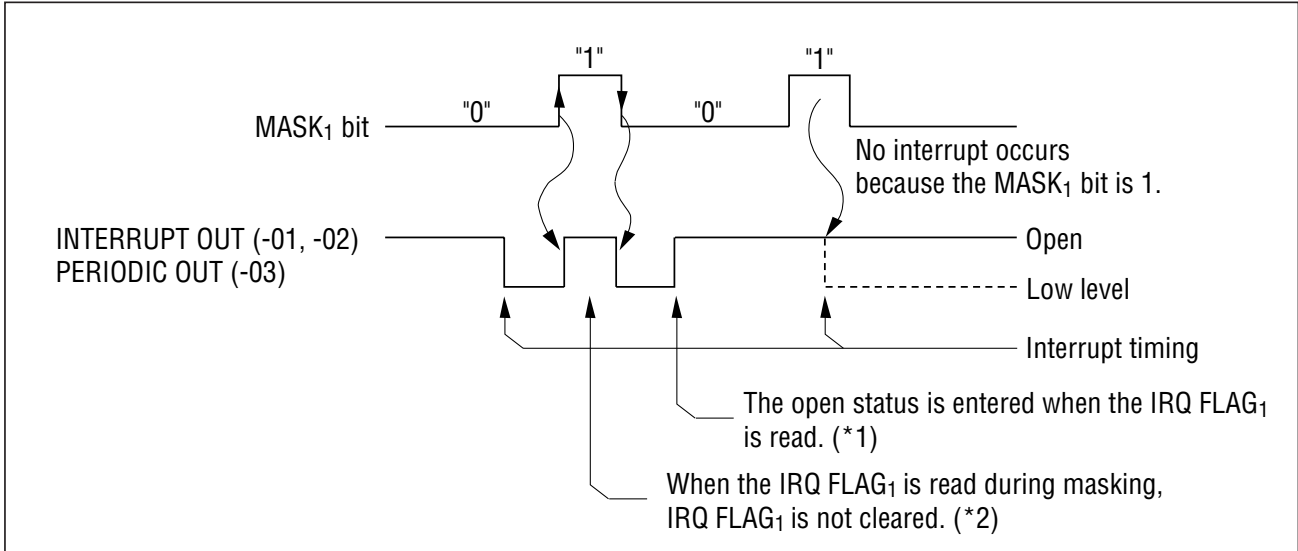 "1"
"1"
"0"
"0"
MASK₁ bit
No interrupt occurs
because the MASK₁ bit is 1.
INTERRUPT OUT (-01, -02)
PERIODIC OUT (-03)
Open
Low level
Interrupt timing
The open status is entered when the IRQ FLAG₁
is read. (*1)
When the IRQ FLAG₁ is read during masking,
IRQ FLAG₁ is not cleared. (*2)